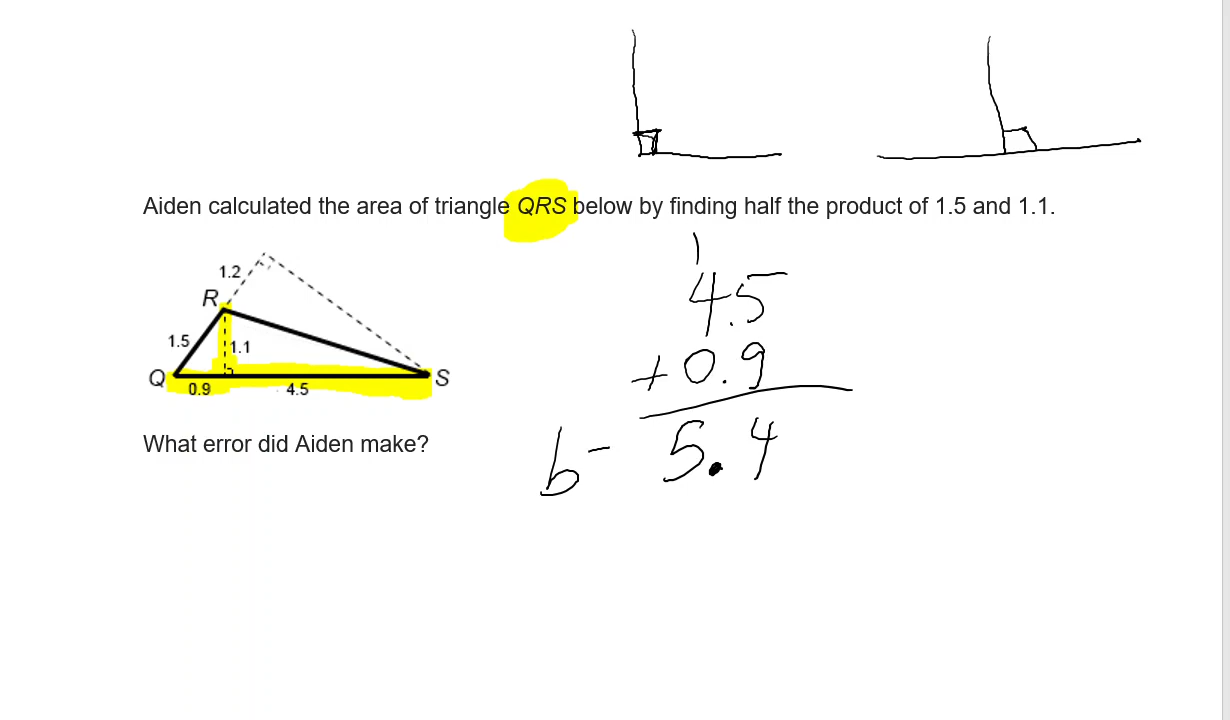 Aiden calculated the area of triangle QRS below by finding half the product of 1.5 and 1.1.
1
4.5
+0.9
b- 5.4
1.2
R
1.5
1.1
Q
S
0.9
4.5
What error did Aiden make?